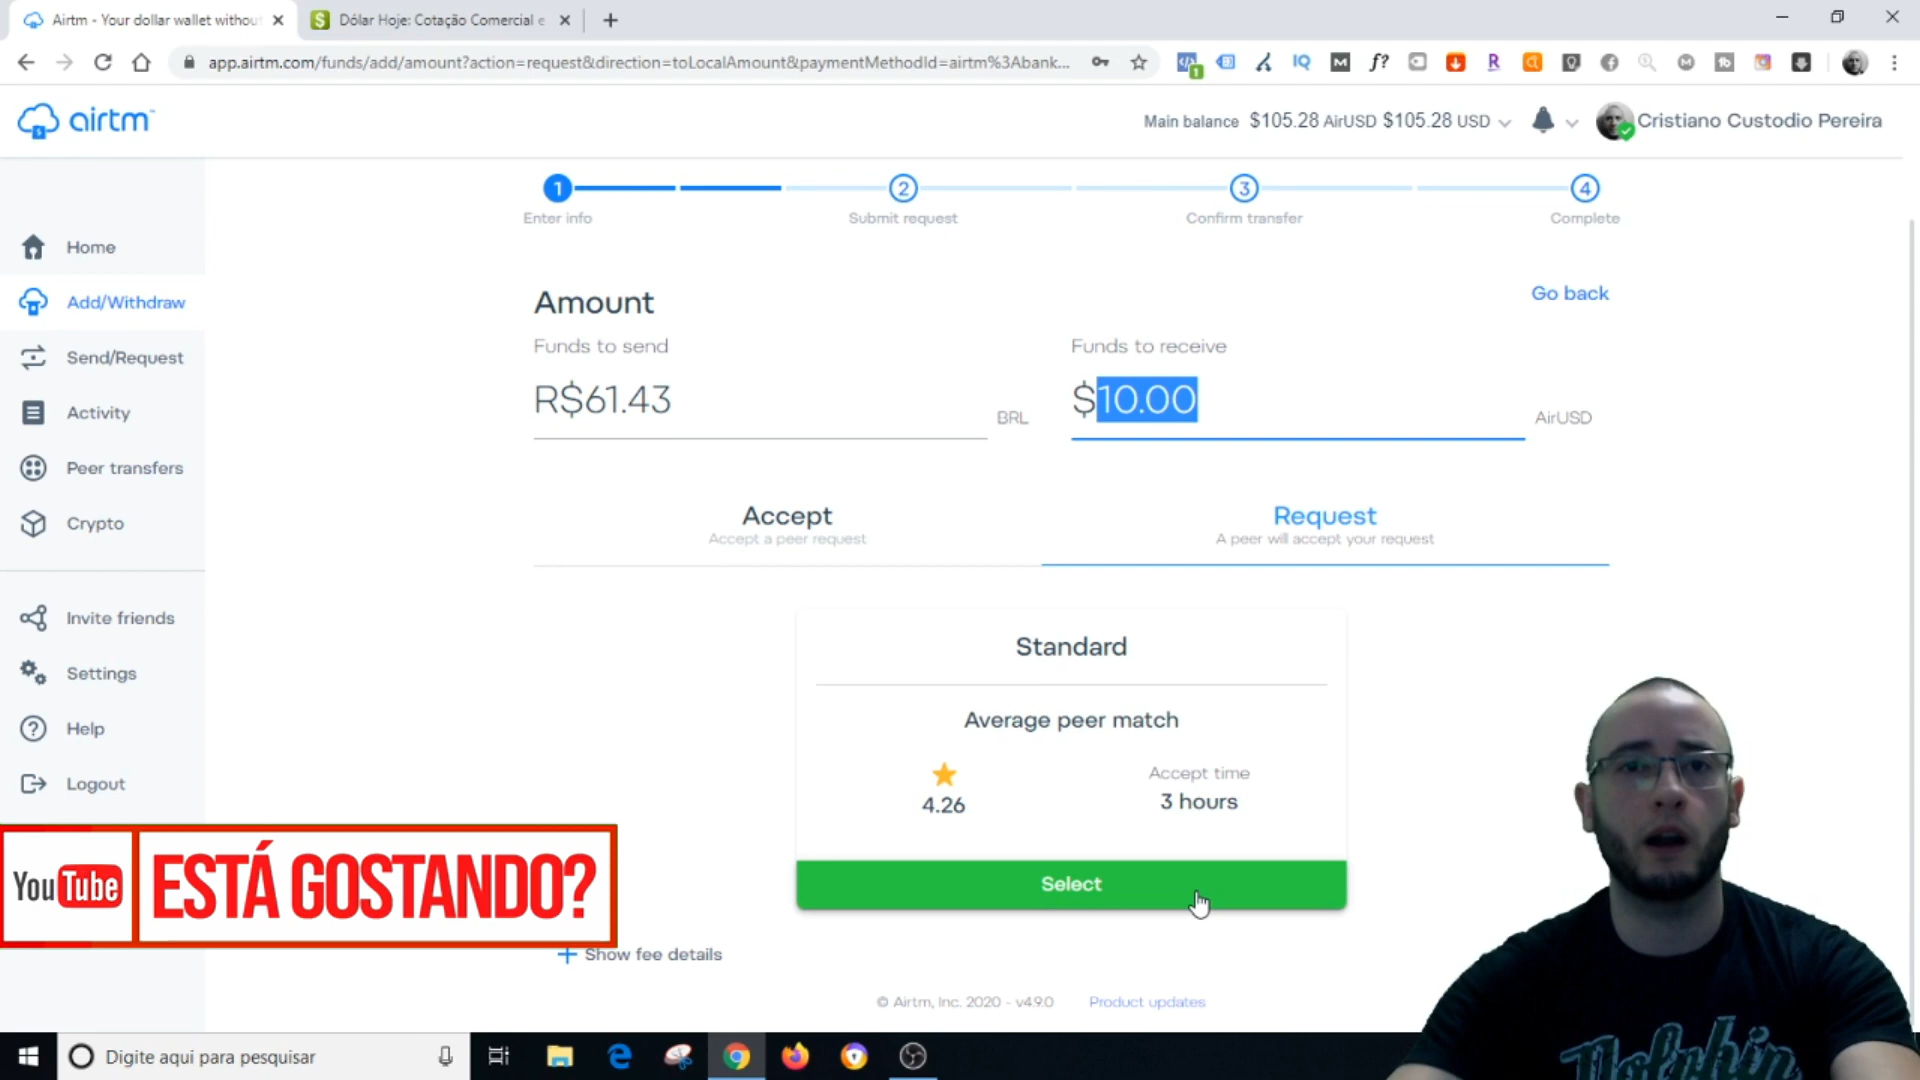 Airtm - Your dollar wallet without
Dólar Hoje: Cotação Comercial e
app.airtm.com/funds/add/amount?action=request&direction=toLocalAmount&paymentMethodId=airtm%3Abank...
airtm
Main balance $105.28 AirUSD $105.28 USD
Cristiano Custodio Pereira
1 2 3 4
Enter info Submit request Confirm transfer Complete
Home
Add/Withdraw
Send/Request
Activity
Peer transfers
Crypto
Invite friends
Settings
Help
Logout
Amount
Go back
Funds to send
R$61.43
BRL
Funds to receive
$10.00
AirUSD
Accept
Accept a peer request
Request
A peer will accept your request
Standard
Average peer match
4.26
Accept time
3 hours
Select
YouTube
ESTÁ GOSTANDO?
+ Show fee details
© Airtm, Inc. 2020 - v4.9.0
Product updates
Digite aqui para pesquisar
Dolphin